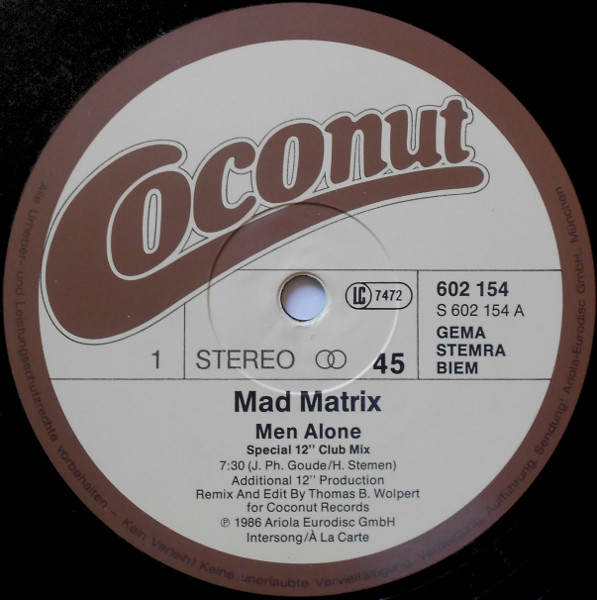 Coconut
LC 7472
602 154
S 602 154 A
GEMA
STEMRA
BIEM
1
STEREO
45
Mad Matrix
Men Alone
Special 12" Club Mix
7:30 (J. Ph. Goude/H. Stemen)
Additional 12" Production
Remix And Edit By Thomas B. Wolpert
for Coconut Records
℗ 1986 Ariola Eurodisc GmbH
Intersong/À La Carte
Alle Urheber- und Leistungsschutzrechte vorbehalten – Kein Verleih! Keine unerlaubte Vervielfältigung, Vermietung, Aufführung, Sendung! Ariola-Eurodisc GmbH. München